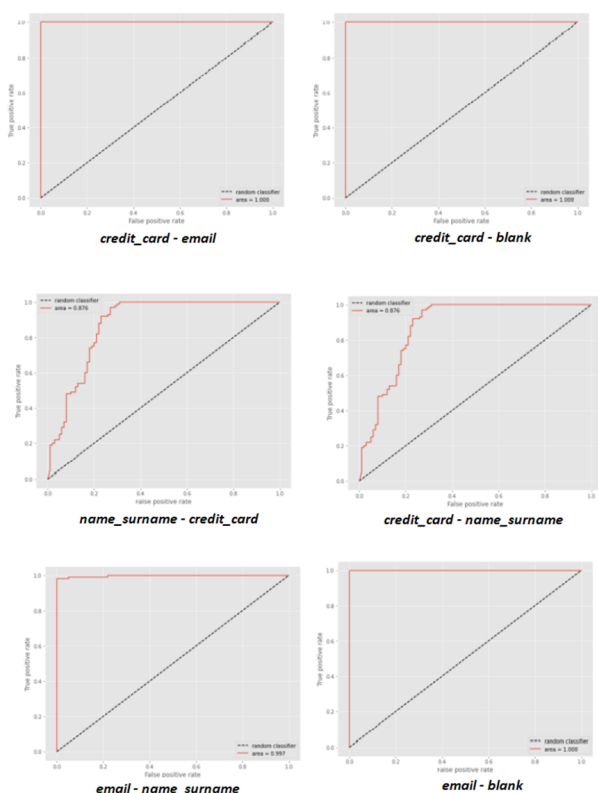 1.0
0.8
0.6
0.4
0.2
0.0
True positive rate
0.0 0.2 0.4 0.6 0.8 1.0
False positive rate
random classifier
area = 1.000
credit_card - email
1.0
0.8
0.6
0.4
0.2
0.0
True positive rate
0.0 0.2 0.4 0.6 0.8 1.0
False positive rate
random classifier
area = 1.000
credit_card - blank
random classifier
area = 0.876
1.0
0.8
0.6
0.4
0.2
0.0
True positive rate
0.0 0.2 0.4 0.6 0.8 1.0
False positive rate
name_surname - credit_card
random classifier
area = 0.876
1.0
0.8
0.6
0.4
0.2
0.0
True positive rate
0.0 0.2 0.4 0.6 0.8 1.0
False positive rate
credit_card - name_surname
1.0
0.8
0.6
0.4
0.2
0.0
True positive rate
0.0 0.2 0.4 0.6 0.8 1.0
False positive rate
random classifier
area = 0.997
email - name_surname
1.0
0.8
0.6
0.4
0.2
0.0
True positive rate
0.0 0.2 0.4 0.6 0.8 1.0
False positive rate
random classifier
area = 1.000
email - blank